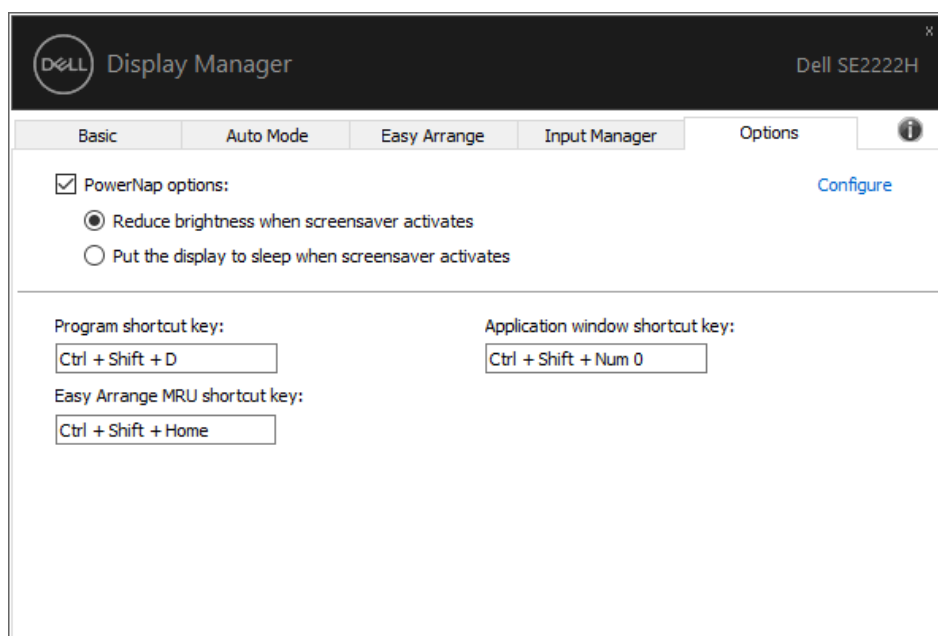 x
DELL Display Manager
Dell SE2222H
Basic Auto Mode Easy Arrange Input Manager Options i
PowerNap options:
Configure
Reduce brightness when screensaver activates
Put the display to sleep when screensaver activates
Program shortcut key:
Application window shortcut key:
Ctrl + Shift + D
Ctrl + Shift + Num 0
Easy Arrange MRU shortcut key:
Ctrl + Shift + Home